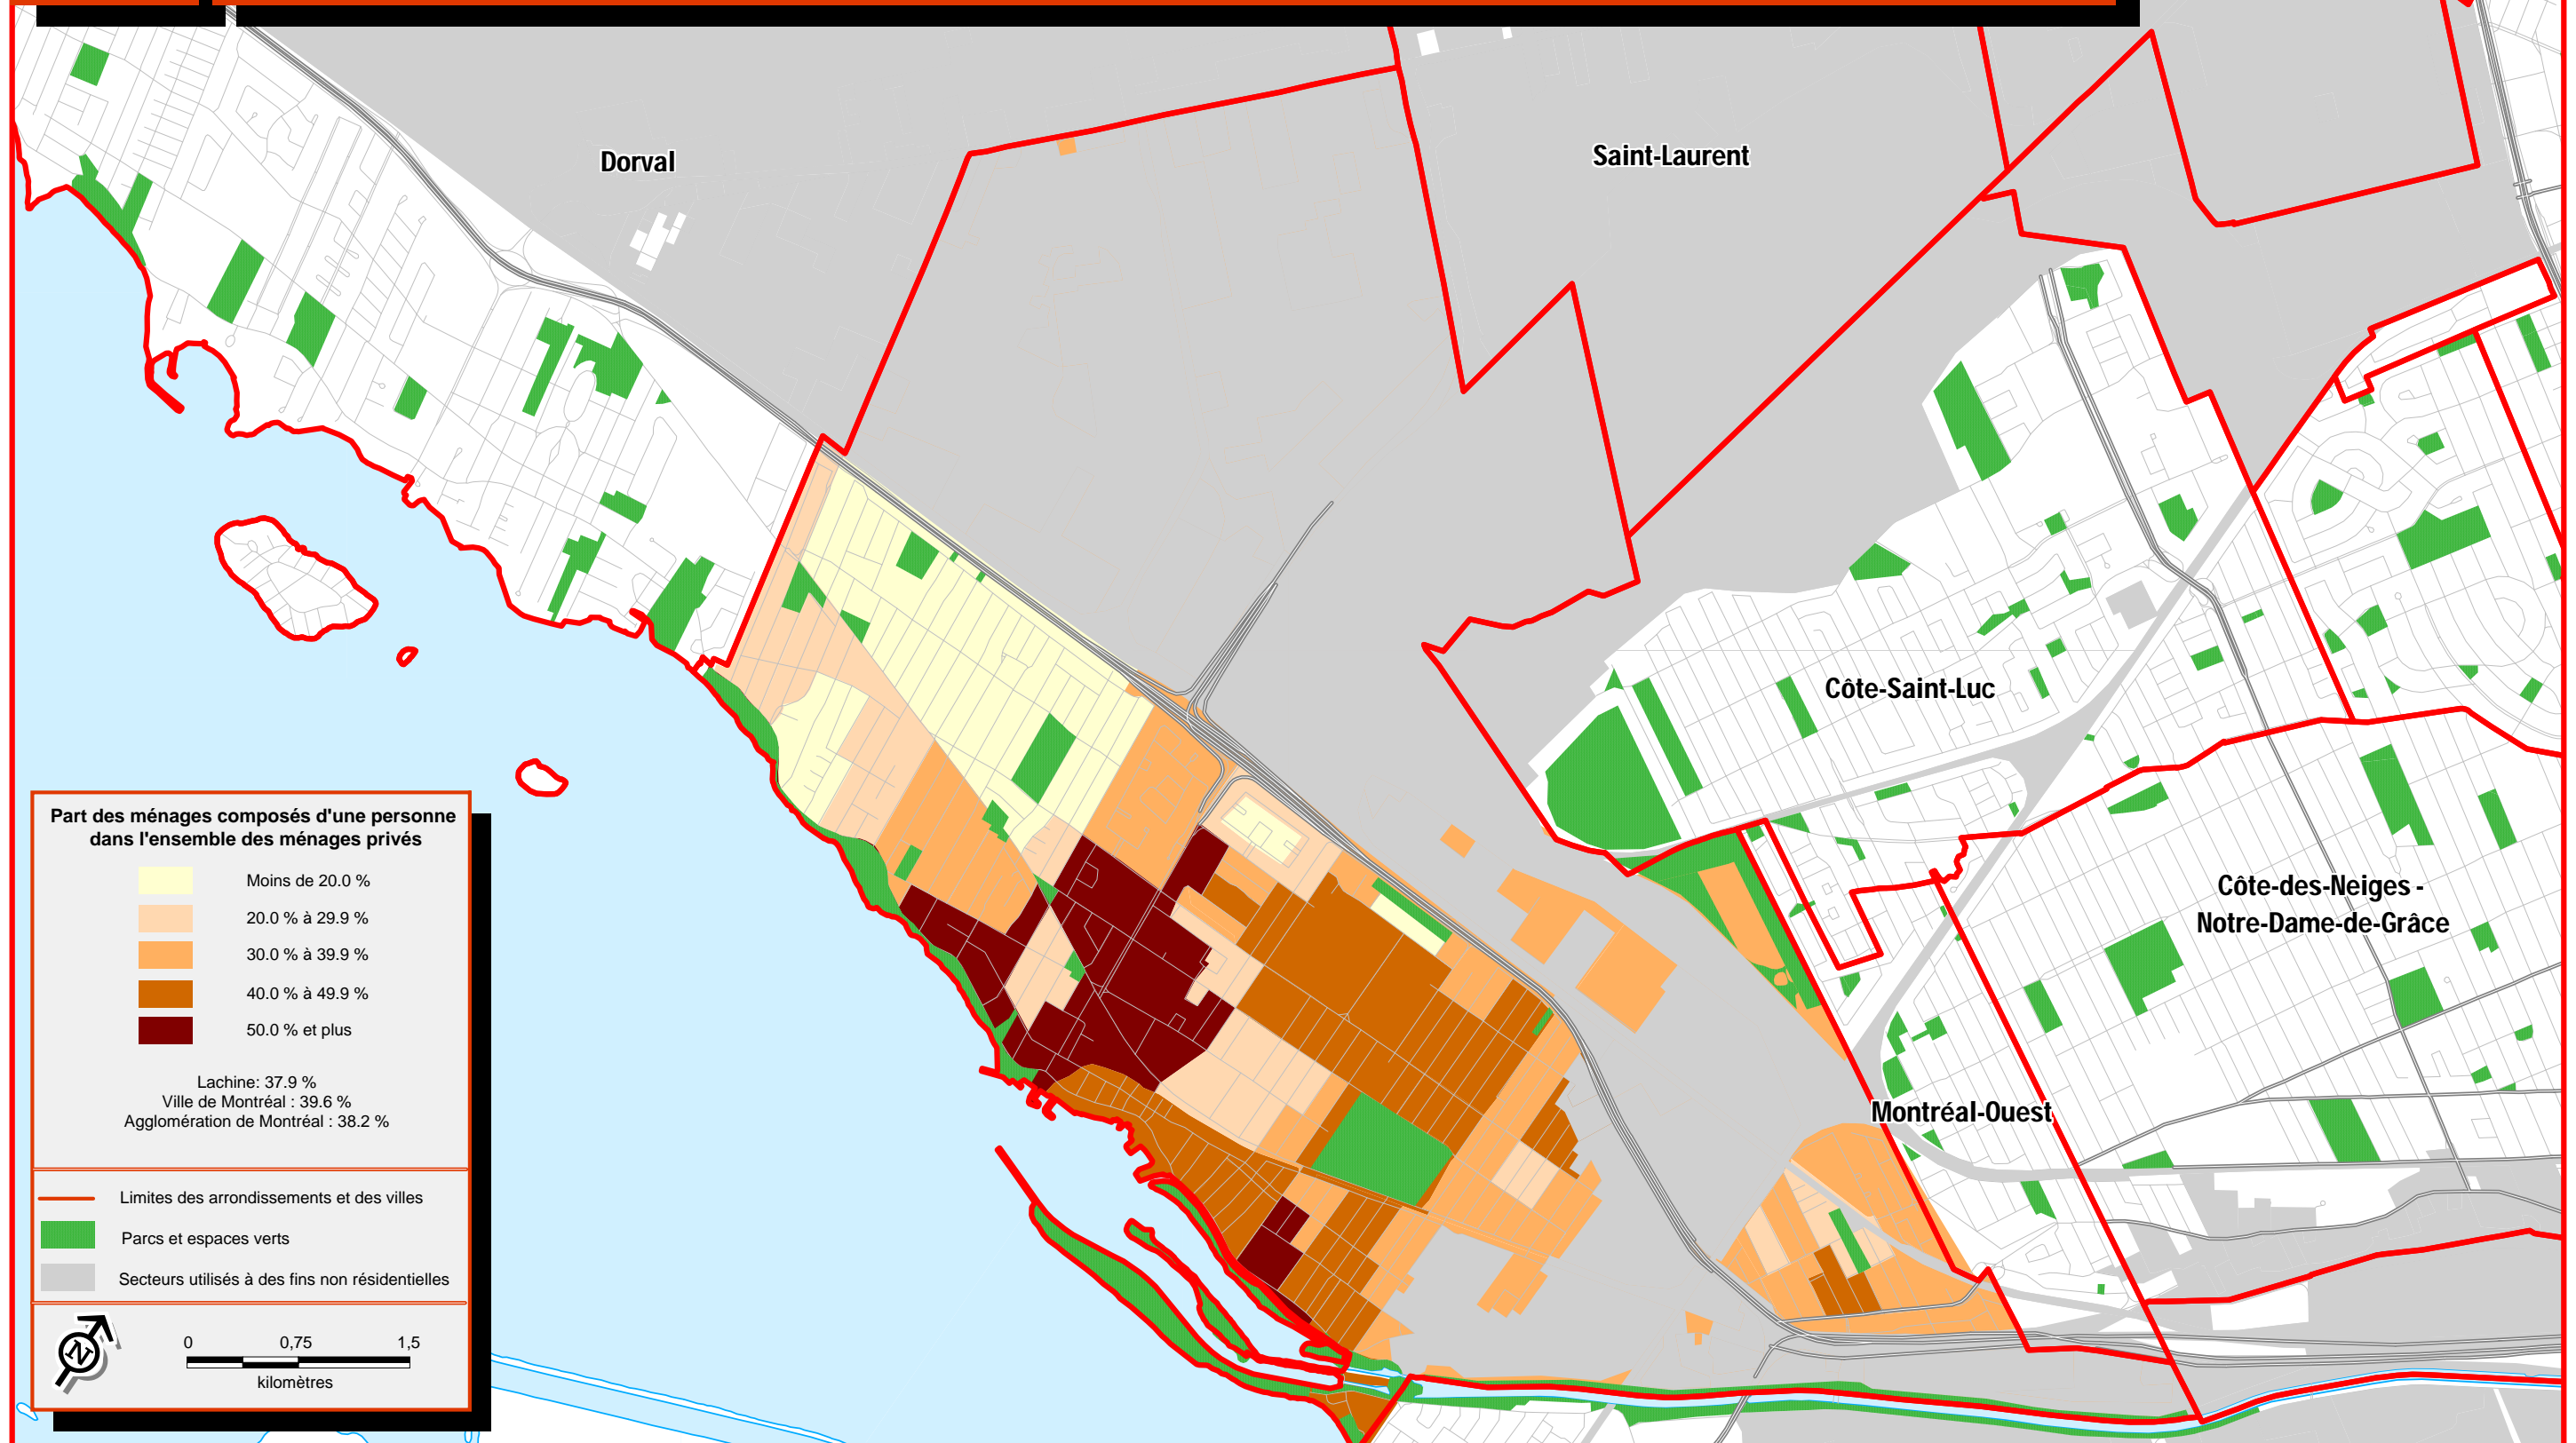 Dorval
Saint-Laurent
Côte-Saint-Luc
Côte-des-Neiges -
Notre-Dame-de-Grâce
Montréal-Ouest
Part des ménages composés d'une personne
dans l'ensemble des ménages privés
Moins de 20.0 %
20.0 % à 29.9 %
30.0 % à 39.9 %
40.0 % à 49.9 %
50.0 % et plus
Lachine: 37.9 %
Ville de Montréal : 39.6 %
Agglomération de Montréal : 38.2 %
Limites des arrondissements et des villes
Parcs et espaces verts
Secteurs utilisés à des fins non résidentielles
N
0 0,75 1,5
kilomètres